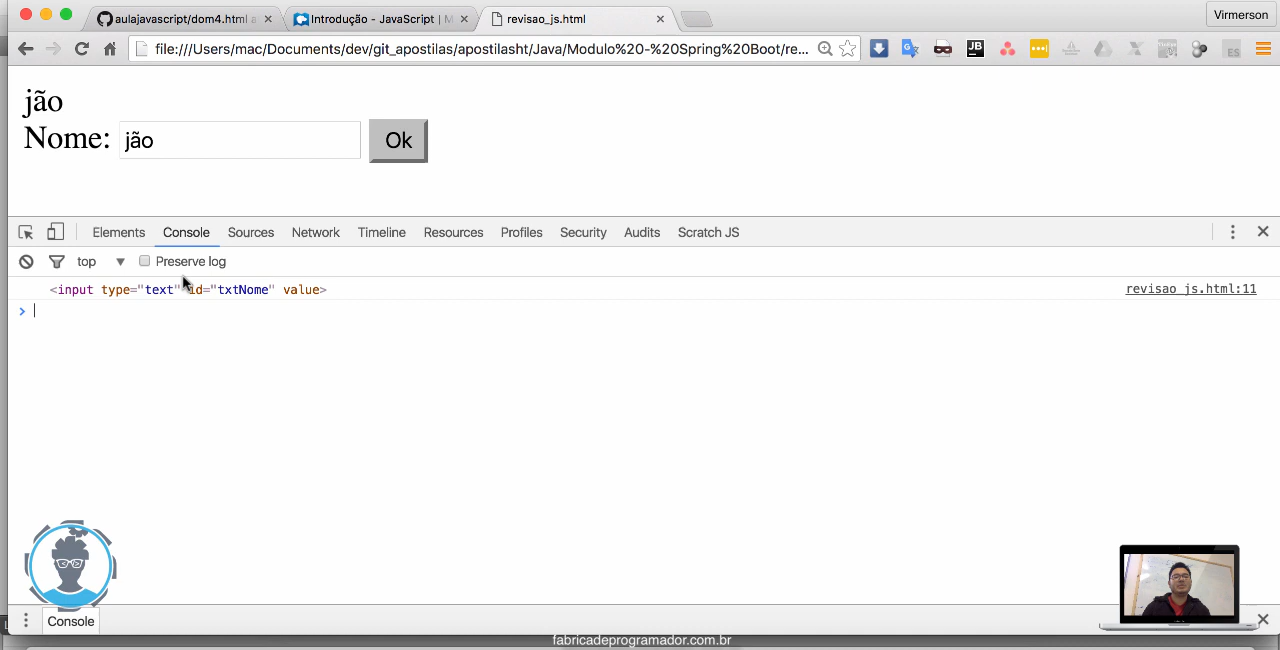 aulajavascript/dom4.html a
Introdução - JavaScript | M
revisao_js.html
Virmerson
file:///Users/mac/Documents/dev/git_apostilas/apostilasht/Java/Modulo%20-%20Spring%20Boot/re...
JB
ES
jão
Nome: jão Ok
Elements Console Sources Network Timeline Resources Profiles Security Audits Scratch JS
top Preserve log
<input type="text" id="txtNome" value> revisao_js.html:11
Console
fabricadeprogramador.com.br